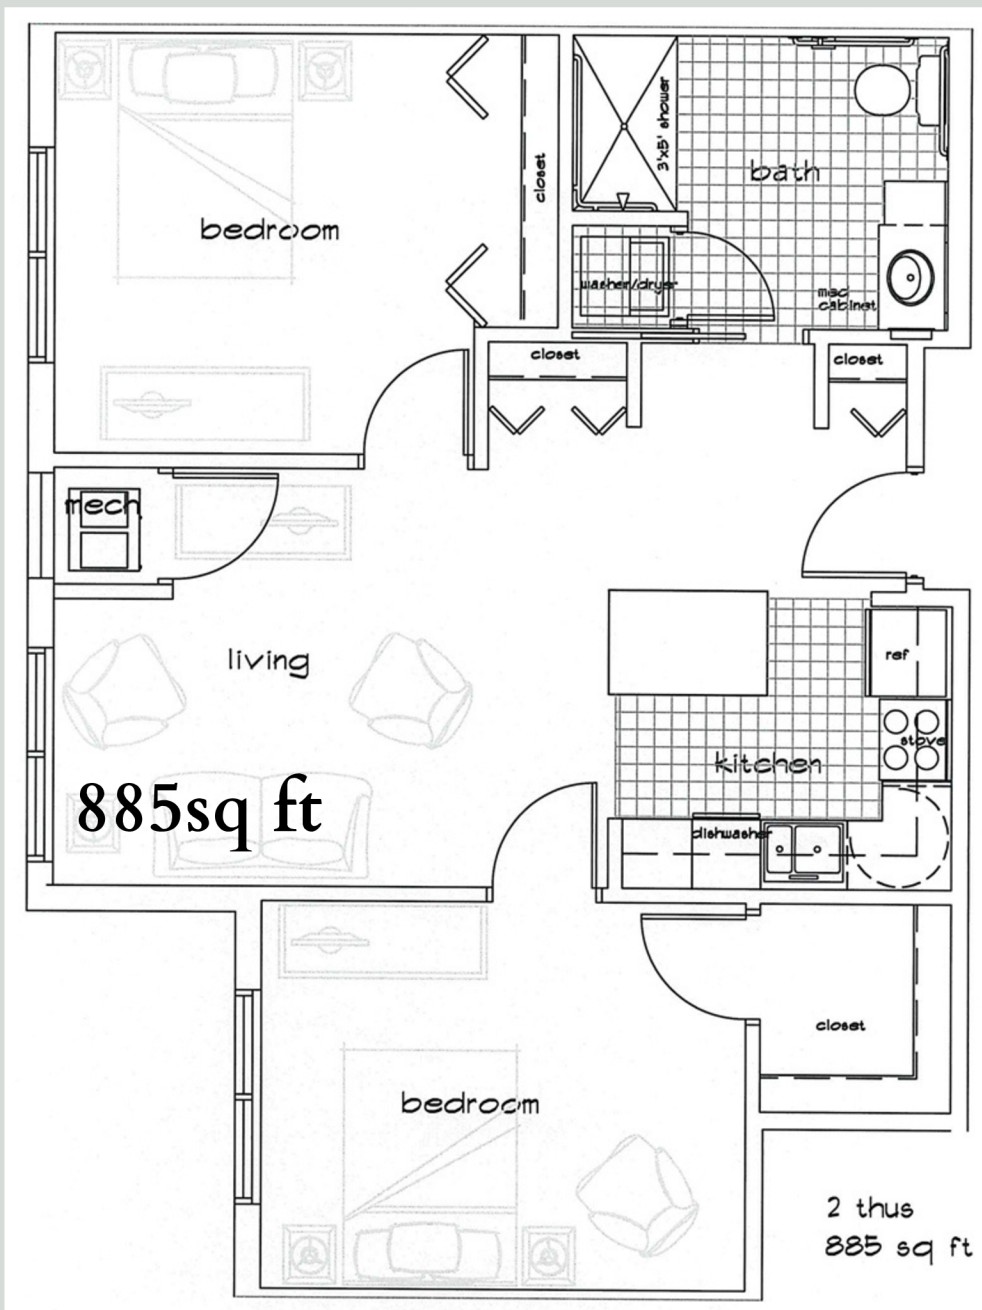 3'x5' shower
bath
closet
bedroom
washer/dryer
med
cabinet
closet
closet
mech
living
ref
stove
kitchen
885sq ft
dishwasher
closet
bedroom
2 thus
885 sq ft